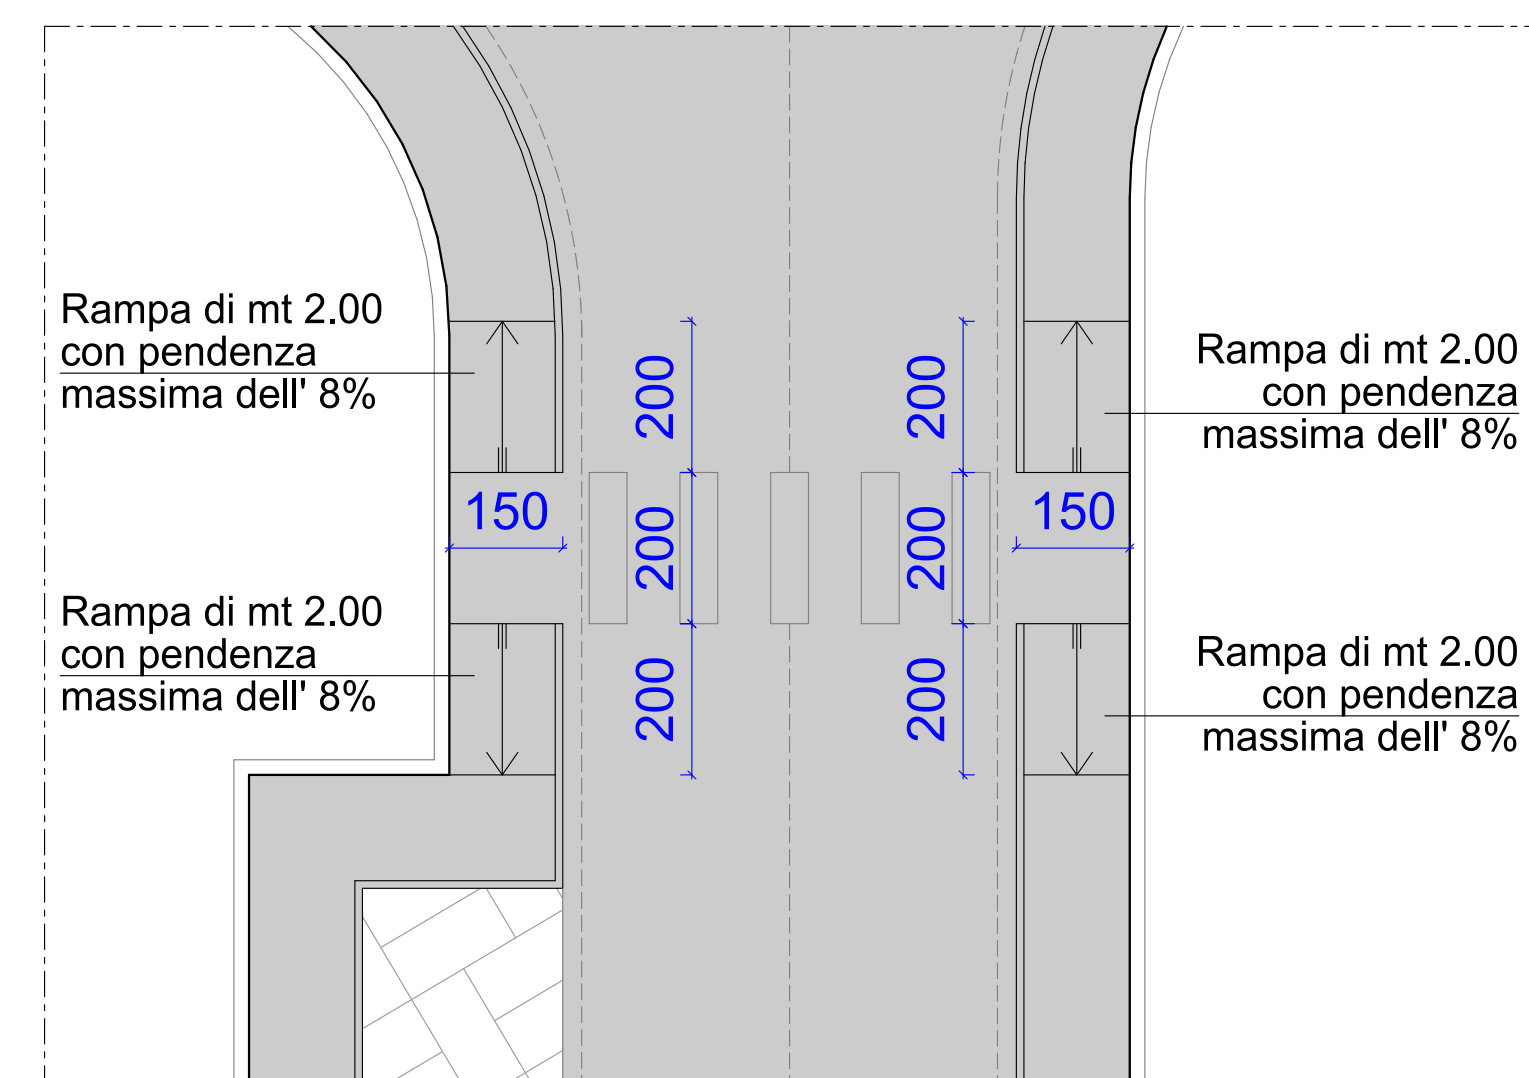 Rampa di mt 2.00
con pendenza
massima dell' 8%
Rampa di mt 2.00
con pendenza
massima dell' 8%
200
200
150
150
200
200
Rampa di mt 2.00
con pendenza
massima dell' 8%
Rampa di mt 2.00
con pendenza
massima dell' 8%
200
200